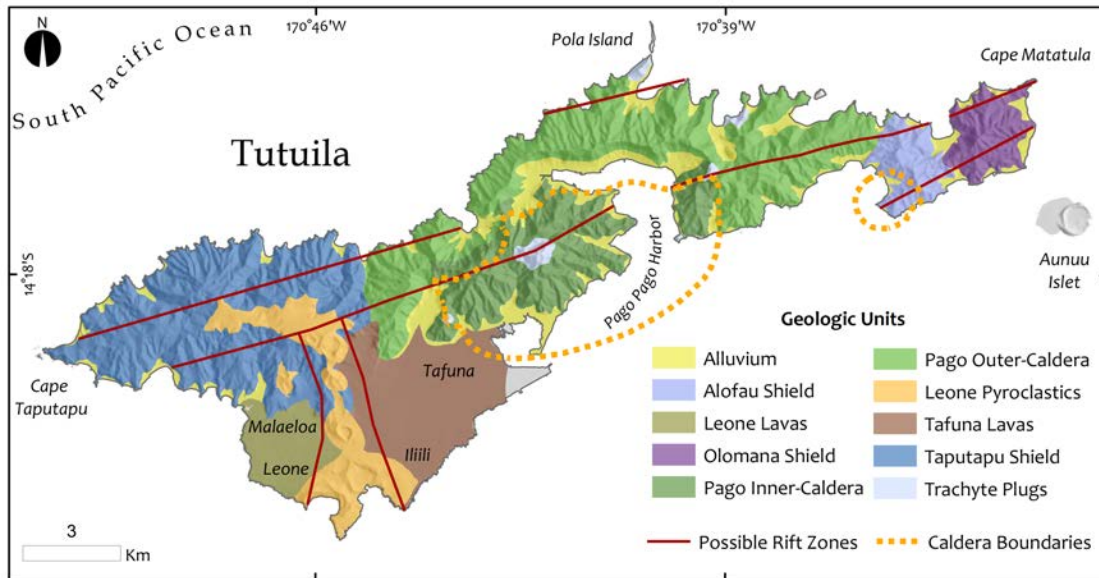 N
170°46'W
170°39'W
South Pacific Ocean
Pola Island
Cape Matatula
Tutuila
14°18'S
Pago Pago Harbor
Aunuu
Islet
Cape
Taputapu
Tafuna
Malaeloa
Leone
Iliili
Geologic Units
Alluvium
Alofau Shield
Leone Lavas
Olomana Shield
Pago Inner-Caldera
Pago Outer-Caldera
Leone Pyroclastics
Tafuna Lavas
Taputapu Shield
Trachyte Plugs
Possible Rift Zones
Caldera Boundaries
3
Km